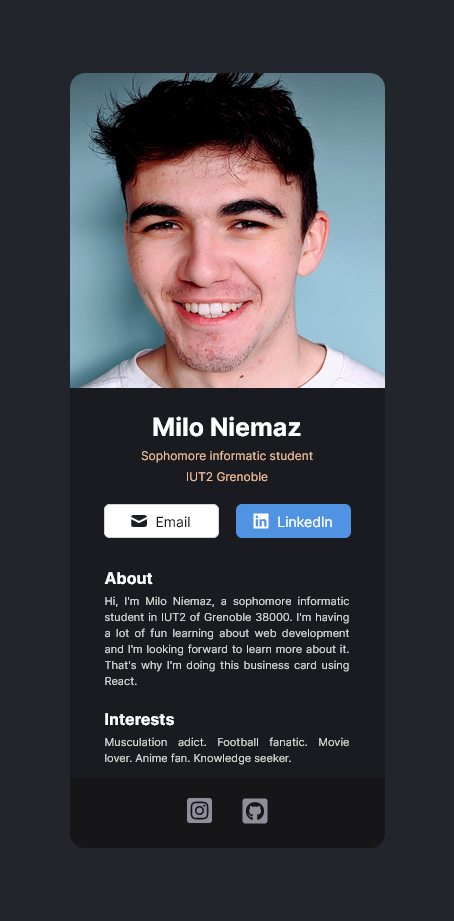 Milo Niemaz
Sophomore informatic student
IUT2 Grenoble
Email
LinkedIn
About
Hi, I'm Milo Niemaz, a sophomore informatic
student in IUT2 of Grenoble 38000. I'm having
a lot of fun learning about web development
and I'm looking forward to learn more about it.
That's why I'm doing this business card using
React.
Interests
Musculation adict. Football fanatic. Movie
lover. Anime fan. Knowledge seeker.